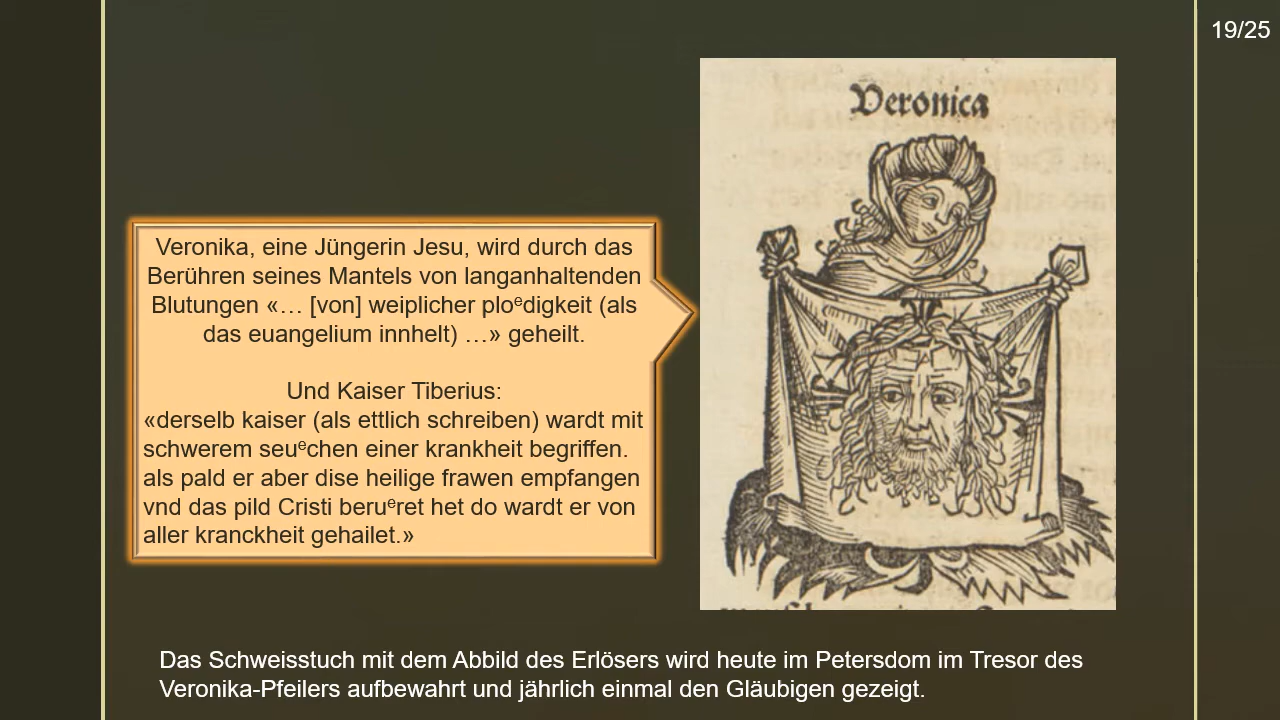 19/25
Veronica
Veronika, eine Jüngerin Jesu, wird durch das
Berühren seines Mantels von langanhaltenden
Blutungen «… [von] weiplicher ploᵉdigkeit (als
das euangelium innhelt) …» geheilt.
Und Kaiser Tiberius:
«derselb kaiser (als ettlich schreiben) wardt mit
schwerem seuᵉchen einer krankheit begriffen.
als pald er aber dise heilige frawen empfangen
vnd das pild Cristi beruᵉret het do wardt er von
aller kranckheit gehailet.»
Das Schweisstuch mit dem Abbild des Erlösers wird heute im Petersdom im Tresor des
Veronika-Pfeilers aufbewahrt und jährlich einmal den Gläubigen gezeigt.